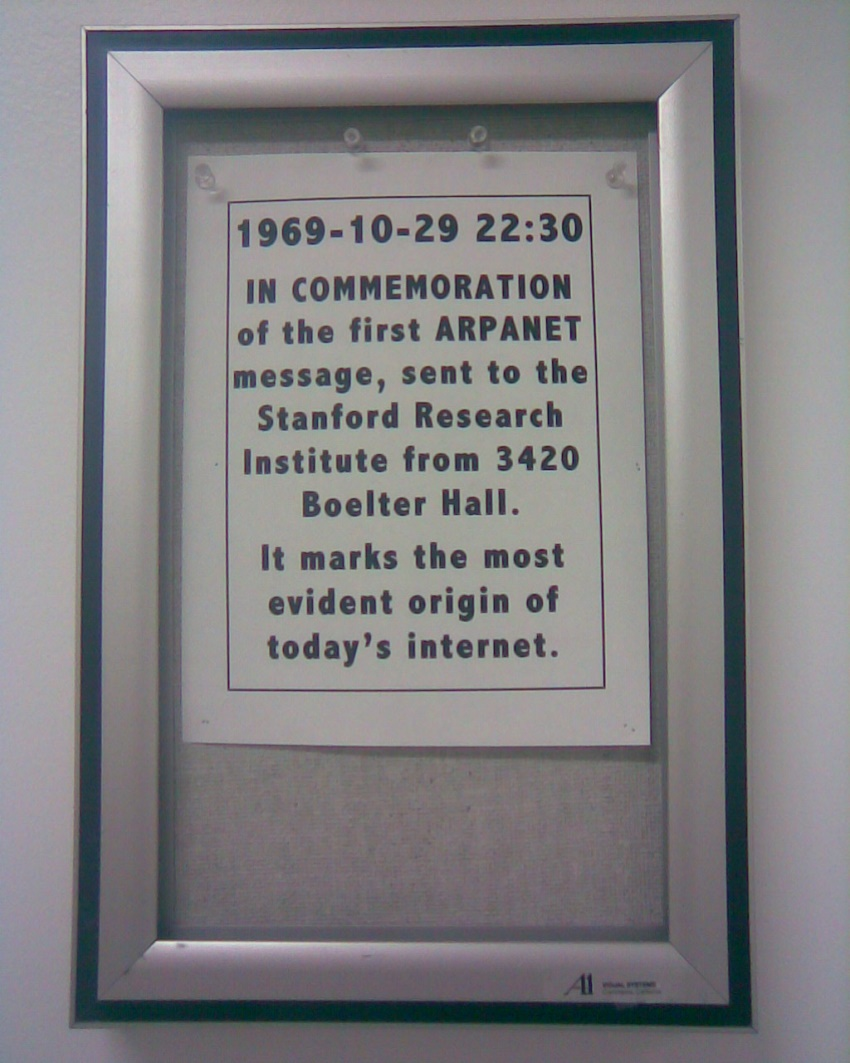 1969-10-29 22:30
IN COMMEMORATION
of the first ARPANET
message, sent to the
Stanford Research
Institute from 3420
Boelter Hall.
It marks the most
evident origin of
today's internet.